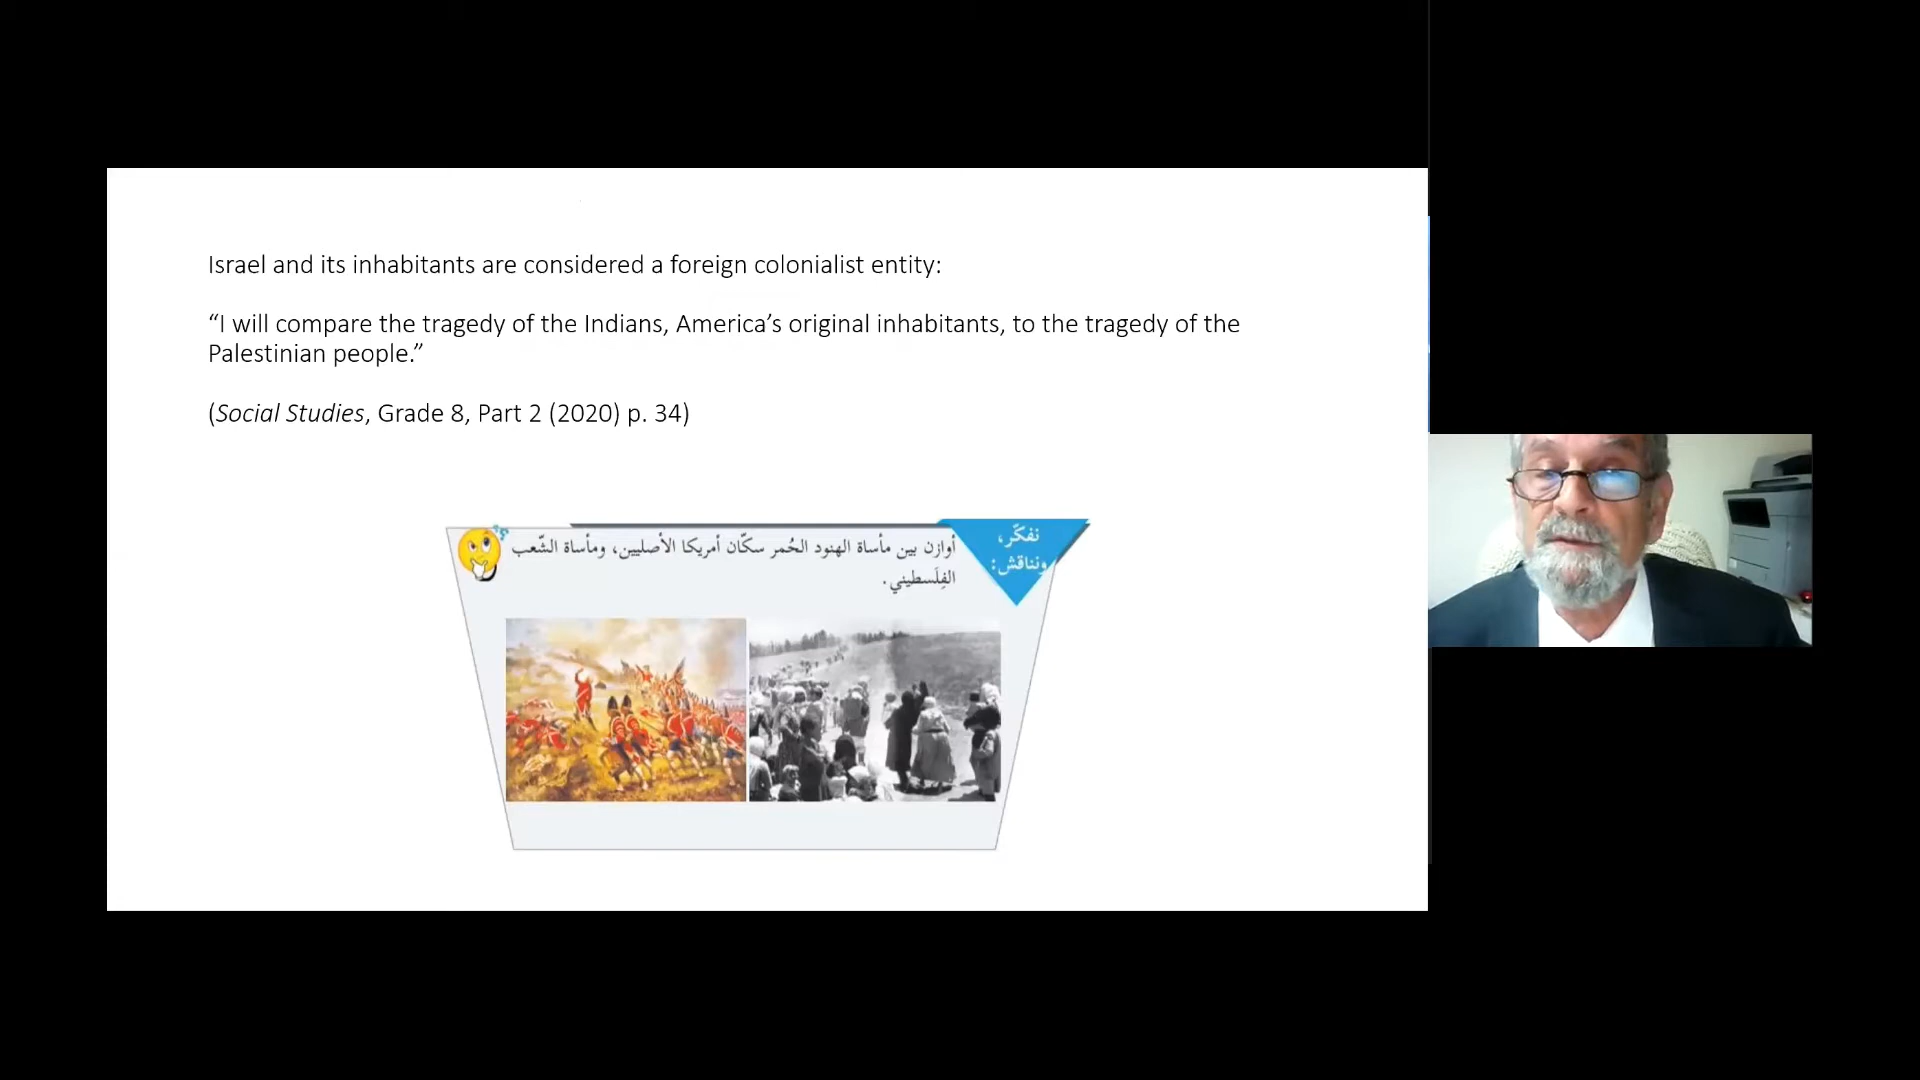 Israel and its inhabitants are considered a foreign colonialist entity:
“I will compare the tragedy of the Indians, America’s original inhabitants, to the tragedy of the
Palestinian people.”
(Social Studies, Grade 8, Part 2 (2020) p. 34)
نفكّر،
ونناقش:
أوازن بين مأساة الهنود الحُمر سكّان أمريكا الأصليين، ومأساة الشّعب
الفِلَسطيني.